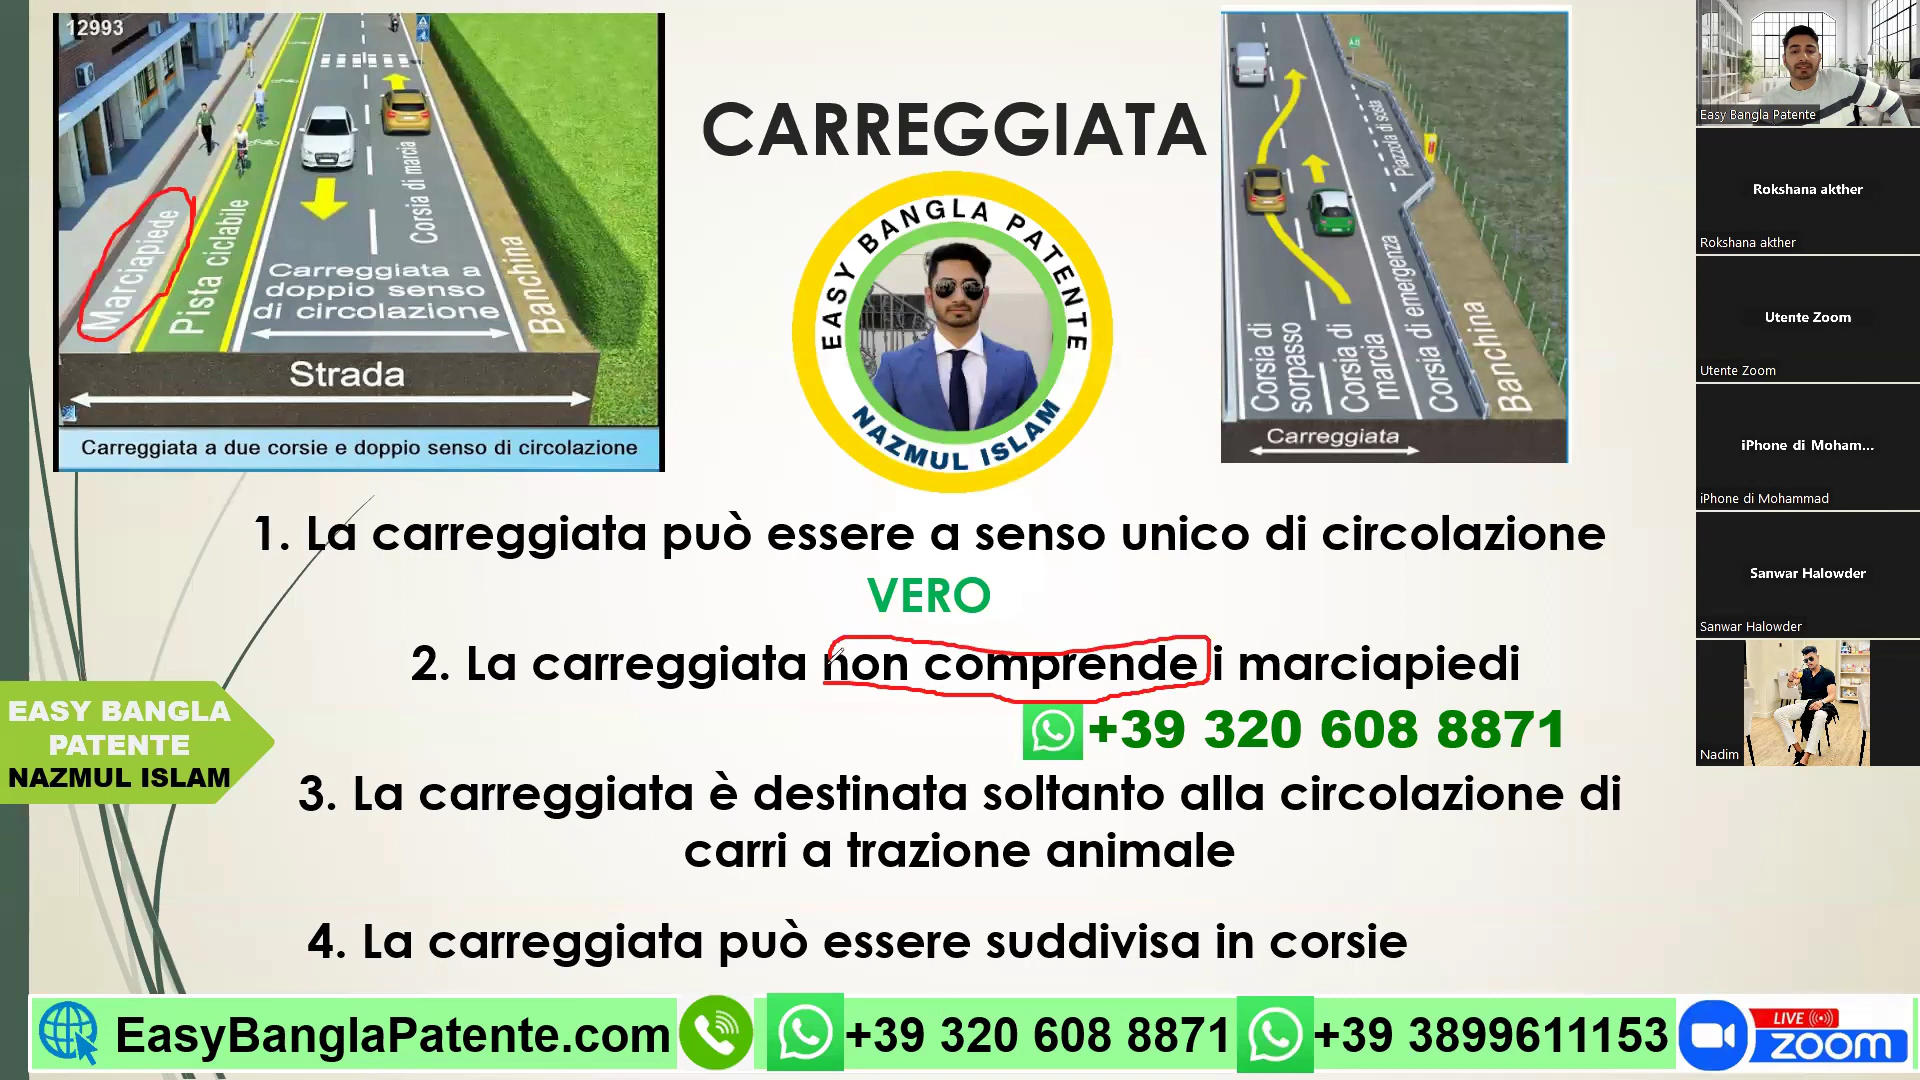 12993
Marciapiede
Pista ciclabile
Carreggiata a
doppio senso
di circolazione
Corsia di marcia
Banchina
Strada
Carreggiata a due corsie e doppio senso di circolazione
CARREGGIATA
EASY BANGLA PATENTE
NAZMUL ISLAM
Piazzola di sosta
Corsia di
sorpasso
Corsia di
marcia
Corsia di emergenza
Banchina
Carreggiata
1. La carreggiata può essere a senso unico di circolazione
VERO
2. La carreggiata non comprende i marciapiedi
+39 320 608 8871
3. La carreggiata è destinata soltanto alla circolazione di
carri a trazione animale
4. La carreggiata può essere suddivisa in corsie
EASY BANGLA
PATENTE
NAZMUL ISLAM
EasyBanglaPatente.com
+39 320 608 8871
+39 3899611153
LIVE
zoom
Easy Bangla Patente
Rokshana akther
Rokshana akther
Utente Zoom
Utente Zoom
iPhone di Moham...
iPhone di Mohammad
Sanwar Halowder
Sanwar Halowder
Nadim